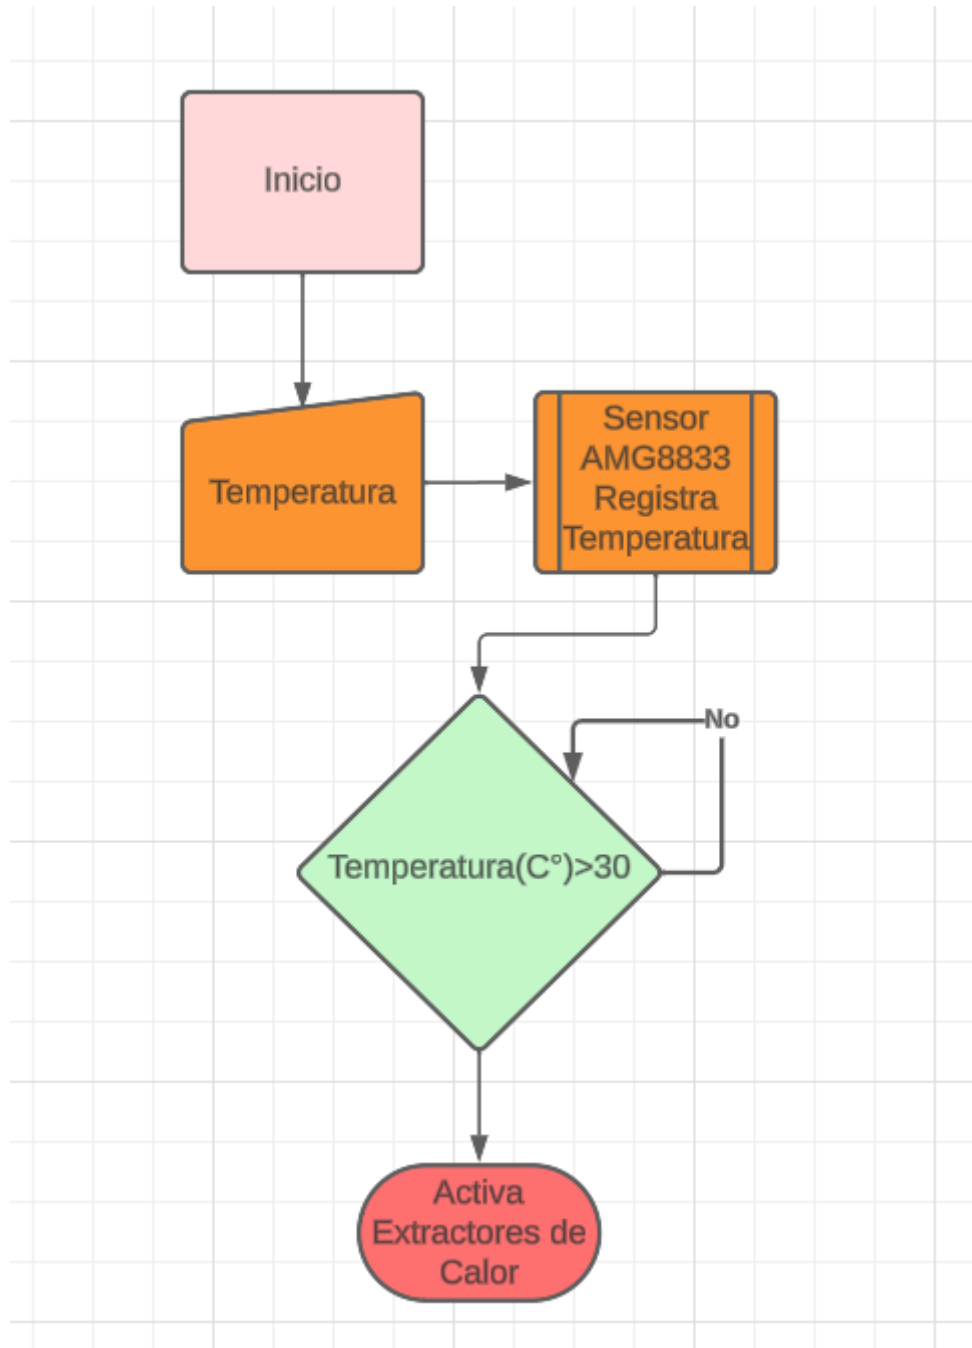 Inicio
Temperatura
Sensor
AMG8833
Registra
Temperatura
No
Temperatura(C°)>30
Activa
Extractores de
Calor